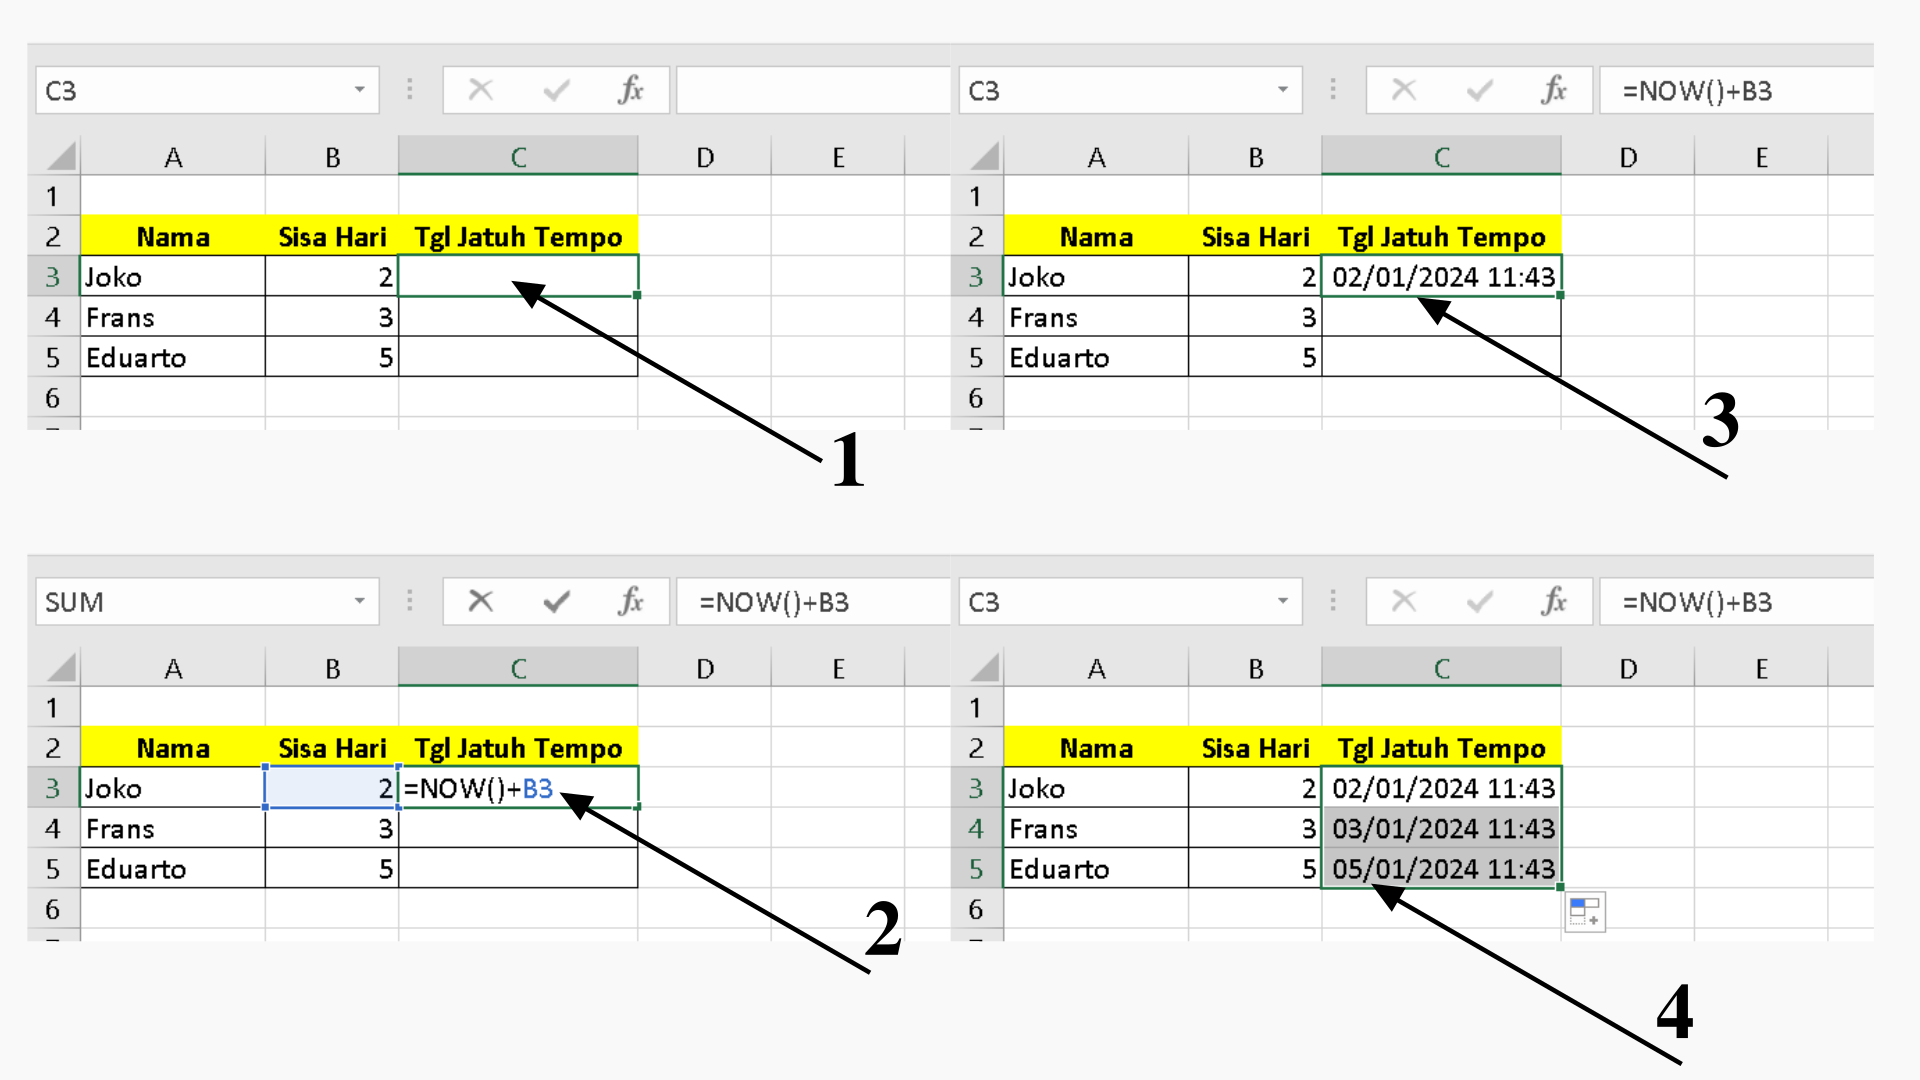 C3
fx
A B C D E
1
2 Nama Sisa Hari Tgl Jatuh Tempo
3 Joko 2
4 Frans 3
5 Eduarto 5
6
1
C3
fx =NOW()+B3
A B C D E
1
2 Nama Sisa Hari Tgl Jatuh Tempo
3 Joko 2 02/01/2024 11:43
4 Frans 3
5 Eduarto 5
6
3
SUM
fx =NOW()+B3
A B C D E
1
2 Nama Sisa Hari Tgl Jatuh Tempo
3 Joko 2 =NOW()+B3
4 Frans 3
5 Eduarto 5
6
2
C3
fx =NOW()+B3
A B C D E
1
2 Nama Sisa Hari Tgl Jatuh Tempo
3 Joko 2 02/01/2024 11:43
4 Frans 3 03/01/2024 11:43
5 Eduarto 5 05/01/2024 11:43
6
4